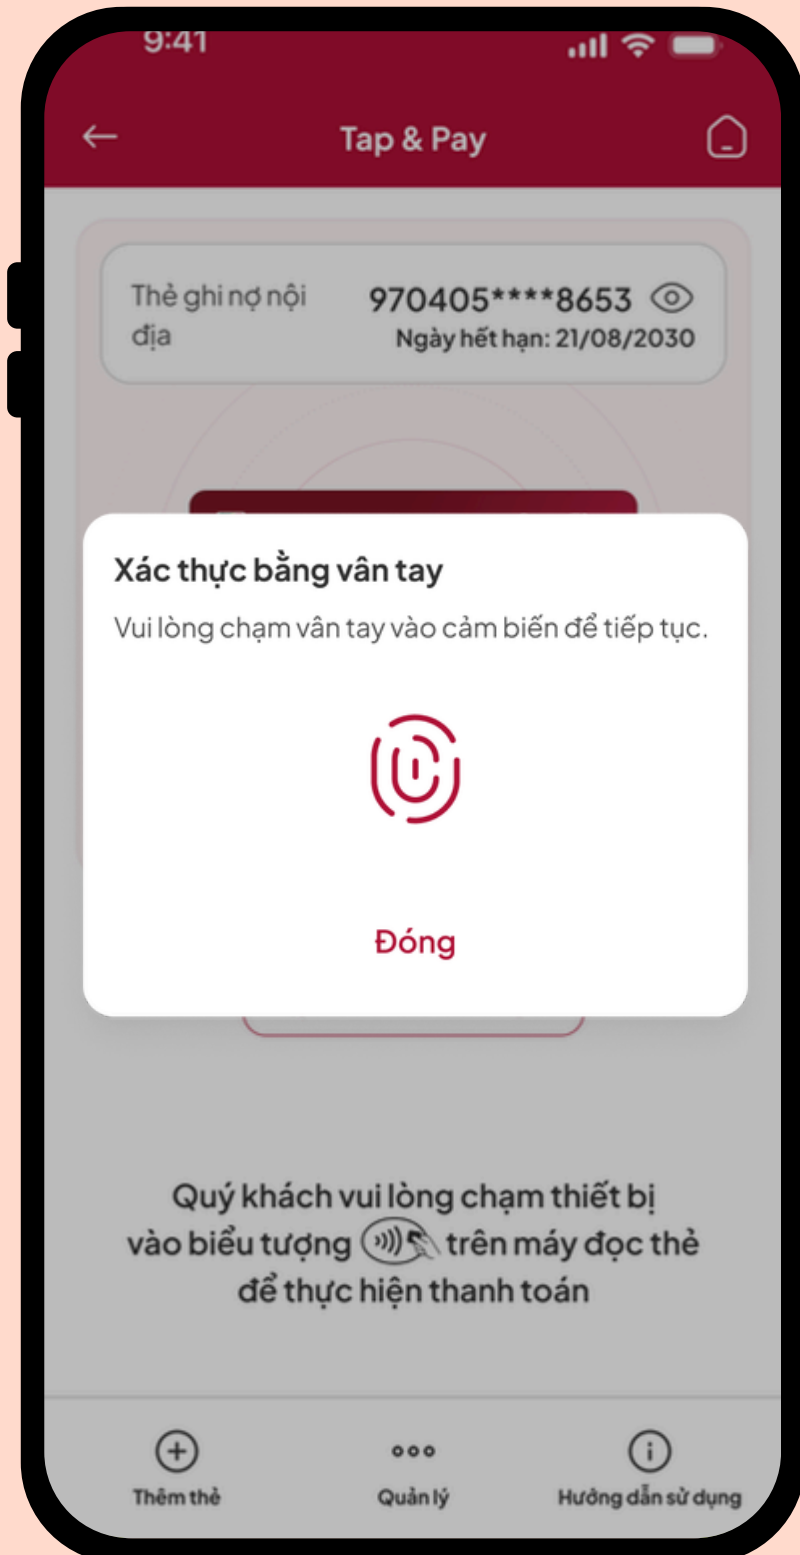 9:41
Tap & Pay
Thẻ ghi nợ nội
địa
970405****8653
Ngày hết hạn: 21/08/2030
Xác thực bằng vân tay
Vui lòng chạm vân tay vào cảm biến để tiếp tục.
Đóng
Quý khách vui lòng chạm thiết bị
vào biểu tượng trên máy đọc thẻ
để thực hiện thanh toán
Thêm thẻ
Quản lý
Hướng dẫn sử dụng